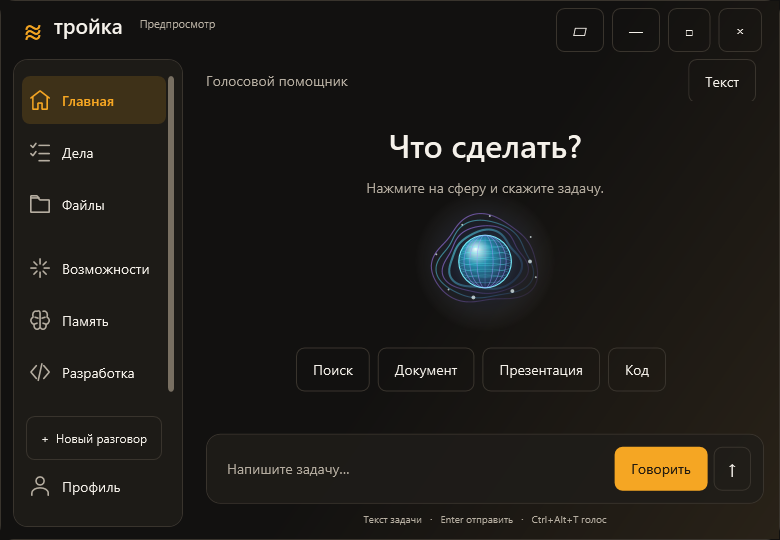 тройка
Предпросмотр
Главная
Дела
Файлы
Возможности
Память
Разработка
+ Новый разговор
Профиль
Голосовой помощник
Текст
Что сделать?
Нажмите на сферу и скажите задачу.
Поиск
Документ
Презентация
Код
Напишите задачу...
Говорить
Текст задачи · Enter отправить · Ctrl+Alt+T голос